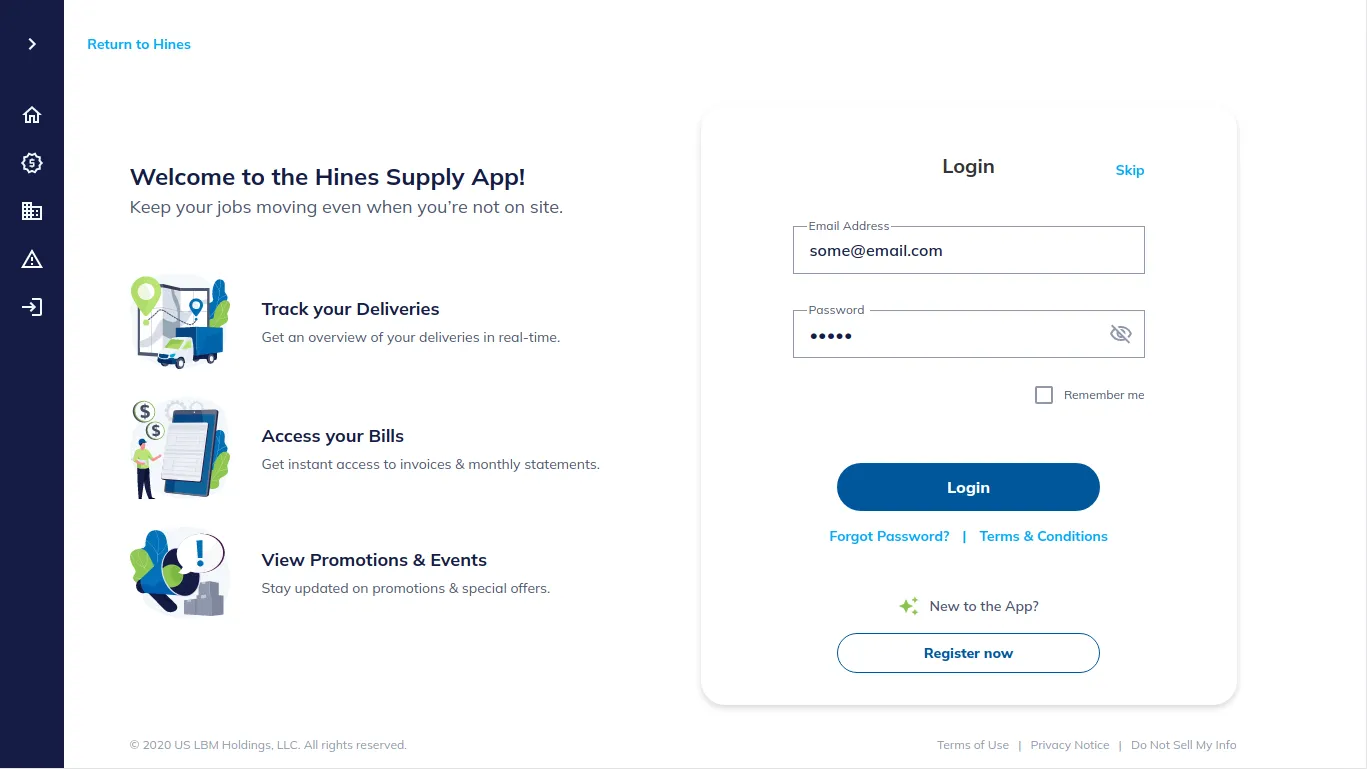 Return to Hines
Welcome to the Hines Supply App!
Keep your jobs moving even when you’re not on site.
Track your Deliveries
Get an overview of your deliveries in real-time.
$
$
Access your Bills
Get instant access to invoices & monthly statements.
!
View Promotions & Events
Stay updated on promotions & special offers.
Login
Skip
Email Address
some@email.com
Password
•••••
Remember me
Login
Forgot Password? | Terms & Conditions
New to the App?
Register now
© 2020 US LBM Holdings, LLC. All rights reserved.
Terms of Use | Privacy Notice | Do Not Sell My Info